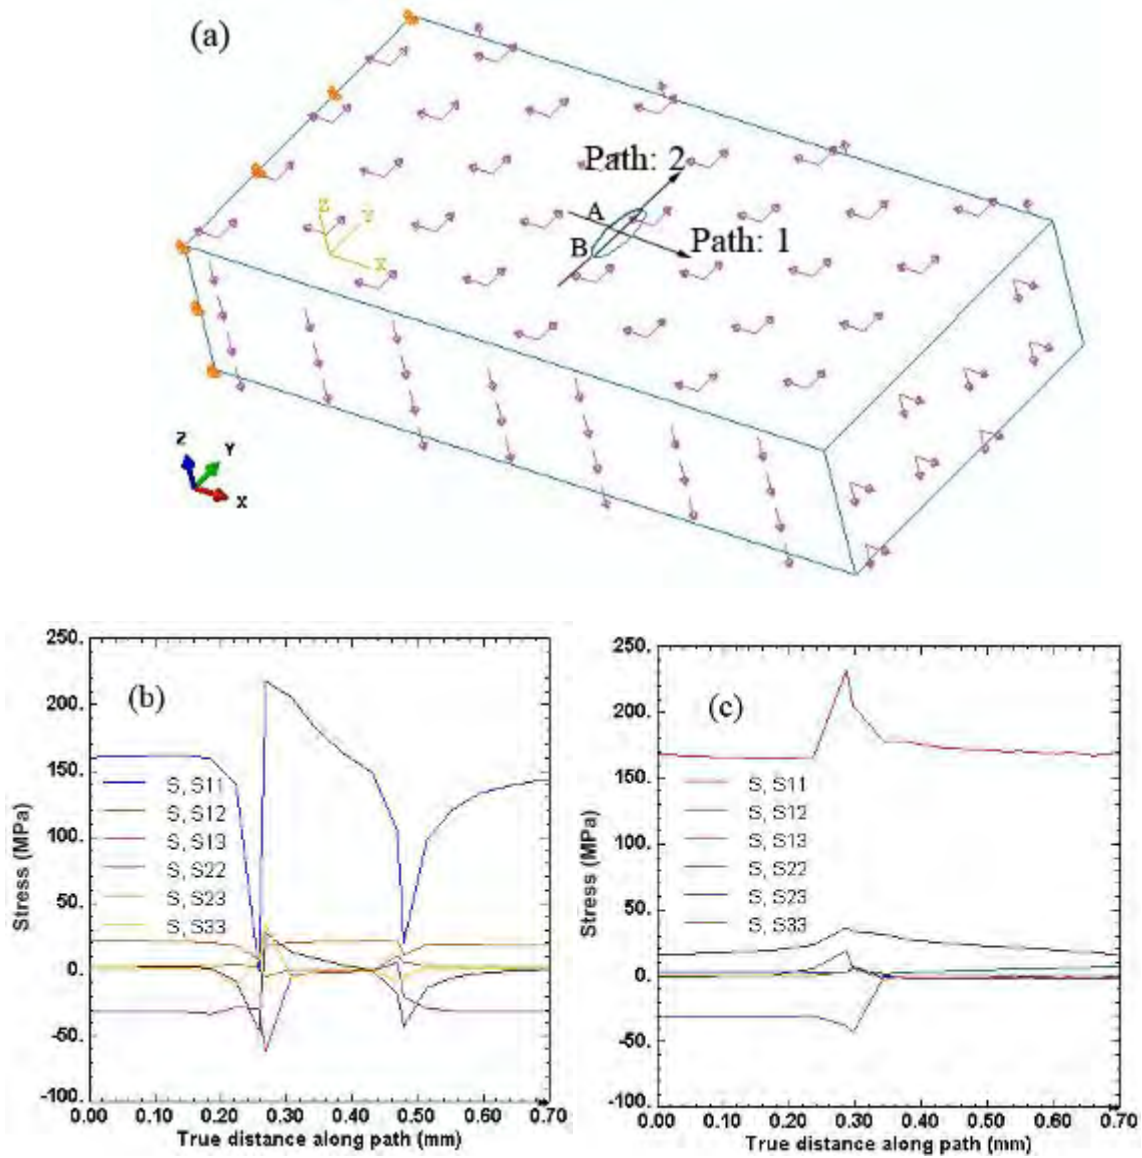 (a)
Path: 2
A
Z
Y
B
Path: 1
X
Z
Y
X
250.
200.
150.
100.
50.
0.
-50.
-100.
Stress (MPa)
(b)
S, S11
S, S12
S, S13
S, S22
S, S23
S, S33
0.00 0.10 0.20 0.30 0.40 0.50 0.60 0.70
True distance along path (mm)
250.
200.
150.
100.
50.
0.
-50.
-100.
Stress (MPa)
(c)
S, S11
S, S12
S, S13
S, S22
S, S23
S, S33
0.00 0.10 0.20 0.30 0.40 0.50 0.60 0.70
True distance along path (mm)